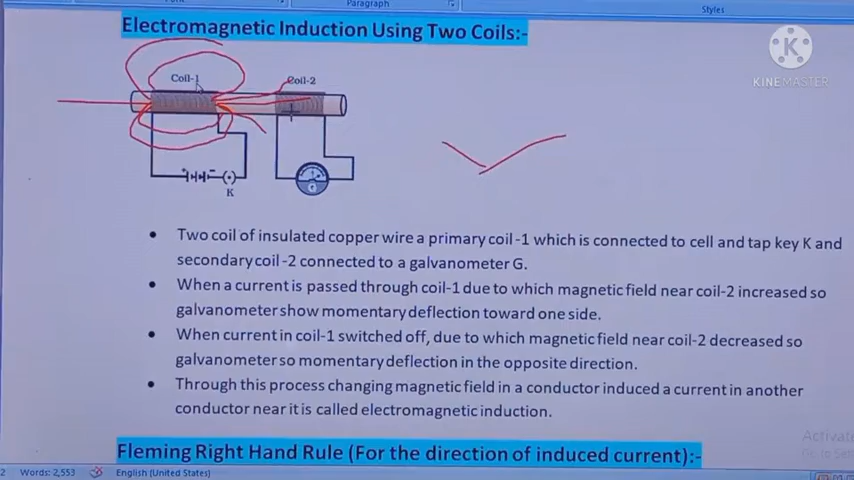 Paragraph
Styles
Electromagnetic Induction Using Two Coils:-
K
KINEMASTER
Coil-1
Coil-2
K
G
• Two coil of insulated copper wire a primary coil -1 which is connected to cell and tap key K and
secondary coil -2 connected to a galvanometer G.
• When a current is passed through coil-1 due to which magnetic field near coil-2 increased so
galvanometer show momentary deflection toward one side.
• When current in coil-1 switched off, due to which magnetic field near coil-2 decreased so
galvanometer so momentary deflection in the opposite direction.
• Through this process changing magnetic field in a conductor induced a current in another
conductor near it is called electromagnetic induction.
Fleming Right Hand Rule (For the direction of induced current):-
Activat
Go to Set
2 Words: 2,553 English (United States)